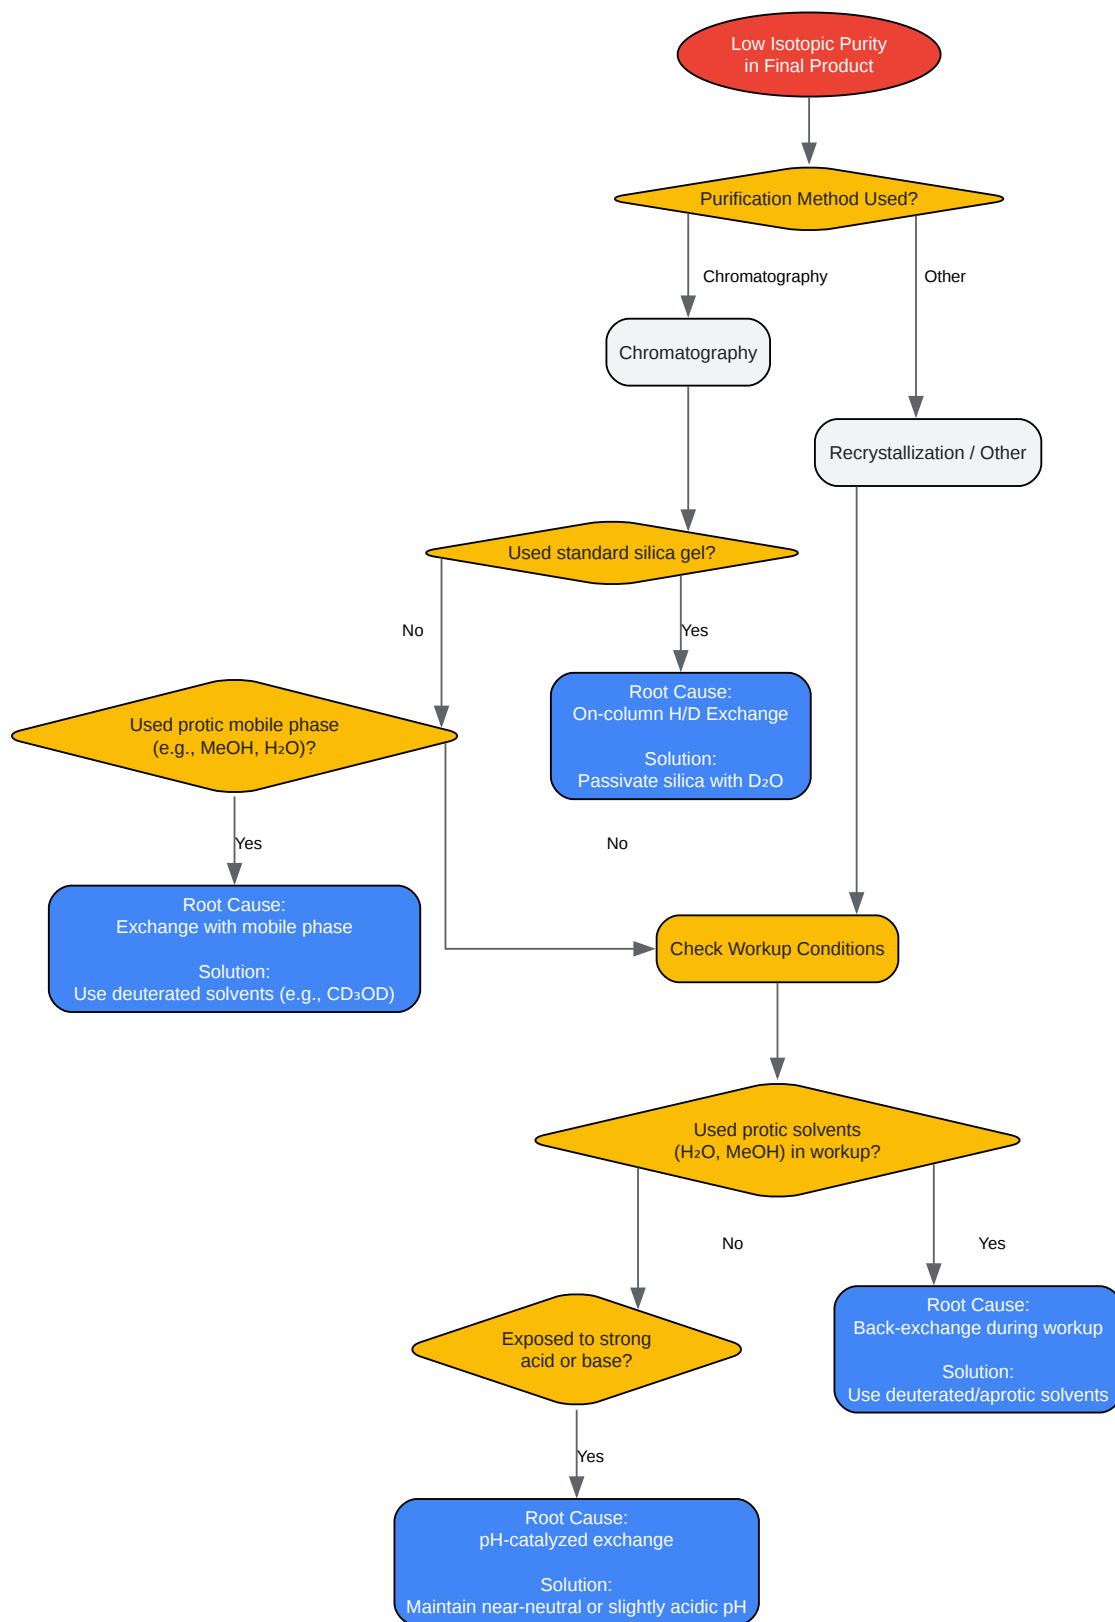 Low Isotopic Purity
in Final Product
Purification Method Used?
Chromatography
Other
Chromatography
Recrystallization / Other
Used standard silica gel?
No
Yes
Used protic mobile phase
(e.g., MeOH, H₂O)?
Root Cause:
On-column H/D Exchange
Solution:
Passivate silica with D₂O
Yes
No
Root Cause:
Exchange with mobile phase
Solution:
Use deuterated solvents (e.g., CD₃OD)
Check Workup Conditions
Used protic solvents
(H₂O, MeOH) in workup?
No
Yes
Root Cause:
Back-exchange during workup
Solution:
Use deuterated/aprotic solvents
Exposed to strong
acid or base?
Yes
Root Cause:
pH-catalyzed exchange
Solution:
Maintain near-neutral or slightly acidic pH